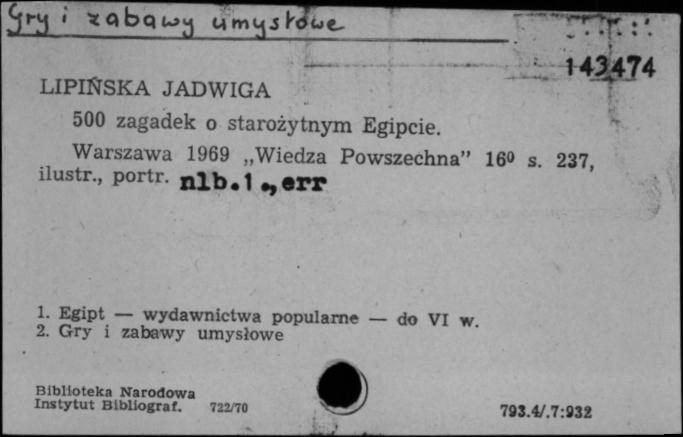 Gry i zabawy umysłowe
143474
LIPIŃSKA JADWIGA
500 zagadek o starożytnym Egipcie.
Warszawa 1969 „Wiedza Powszechna” 16⁰ s. 237,
ilustr., portr. nlb.1.,err
1. Egipt — wydawnictwa popularne — do VI w.
2. Gry i zabawy umysłowe
Biblioteka Narodowa
Instytut Bibliograf. 722/70
793.4/.7:932